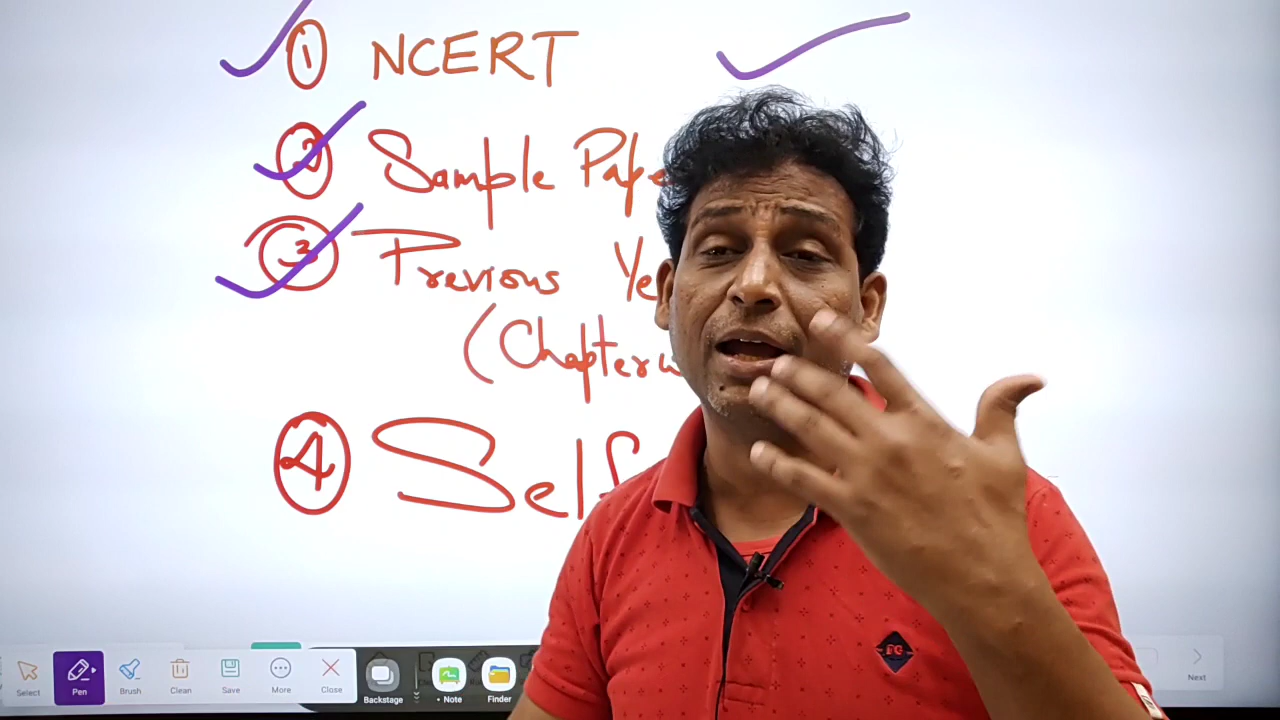 ① NCERT
② Sample Pape
③ Previous Ye
(Chapterw
④ Self
Select
Pen
Brush
Clean
Save
More
Close
Backstage
• Note
Finder
Next